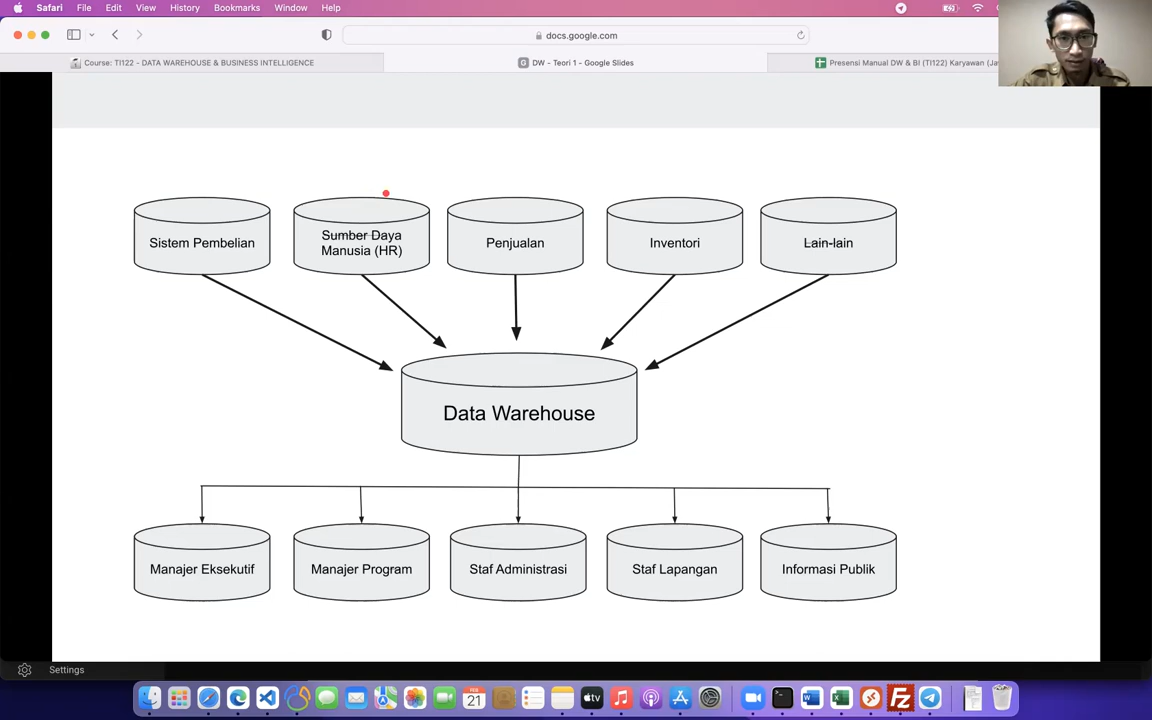 Safari File Edit View History Bookmarks Window Help
docs.google.com
Course: TI122 - DATA WAREHOUSE & BUSINESS INTELLIGENCE
DW - Teori 1 - Google Slides
Presensi Manual DW & BI (TI122) Karyawan (Ja
Sistem Pembelian
Sumber Daya
Manusia (HR)
Penjualan
Inventori
Lain-lain
Data Warehouse
Manajer Eksekutif
Manajer Program
Staf Administrasi
Staf Lapangan
Informasi Publik
Settings
21
tv